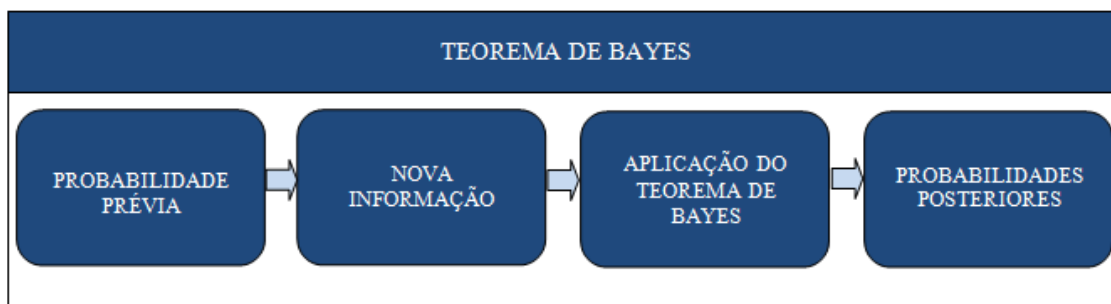 TEOREMA DE BAYES
PROBABILIDADE
PRÉVIA
NOVA
INFORMAÇÃO
APLICAÇÃO DO
TEOREMA DE
BAYES
PROBABILIDADES
POSTERIORES